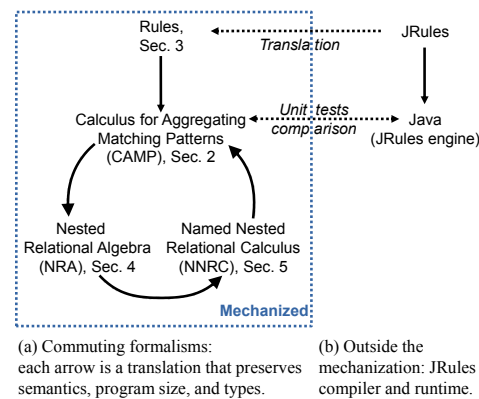 Rules,
Sec. 3
Translation
JRules
Calculus for Aggregating
Matching Patterns
(CAMP), Sec. 2
Unit tests
comparison
Java
(JRules engine)
Nested
Relational Algebra
(NRA), Sec. 4
Named Nested
Relational Calculus
(NNRC), Sec. 5
Mechanized
(a) Commuting formalisms:
each arrow is a translation that preserves
semantics, program size, and types.
(b) Outside the
mechanization: JRules
compiler and runtime.